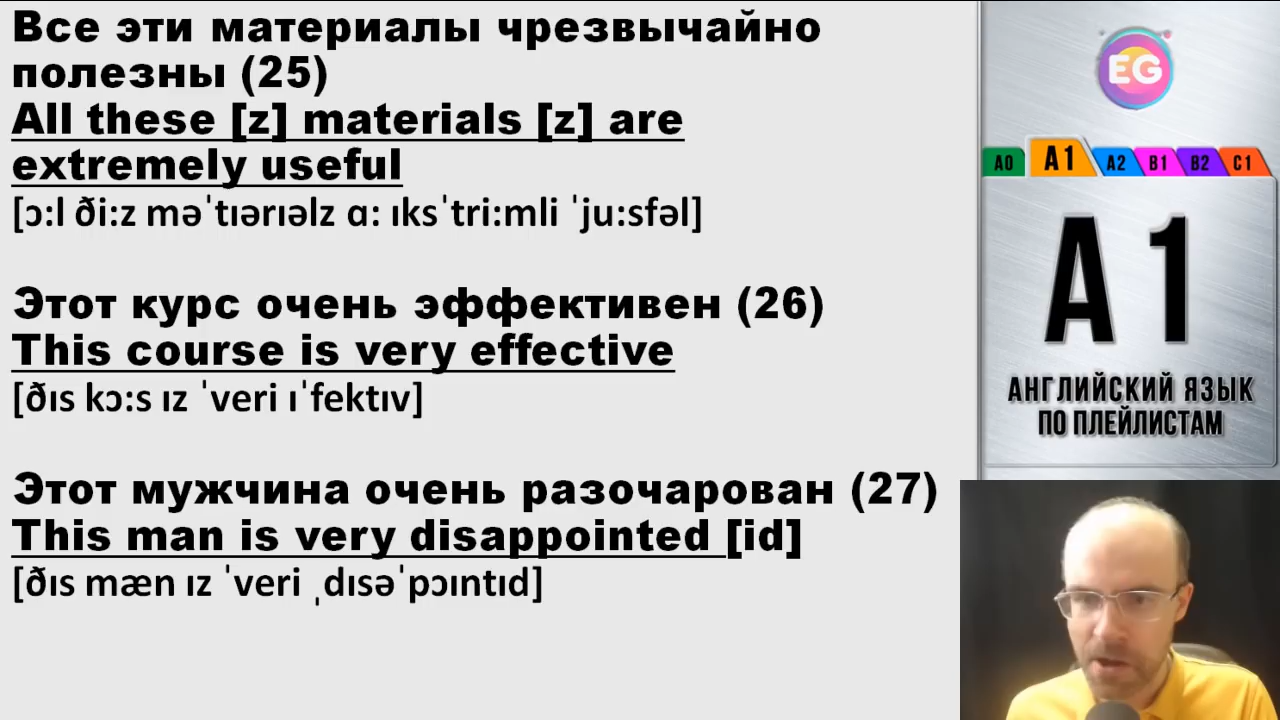 Все эти материалы чрезвычайно
полезны (25)
All these [z] materials [z] are
extremely useful
[ɔ:l ði:z məˈtɪərɪəlz ɑ: ɪksˈtri:mli ˈju:sfəl]
Этот курс очень эффективен (26)
This course is very effective
[ðɪs kɔ:s ɪz ˈveri ɪˈfektɪv]
Этот мужчина очень разочарован (27)
This man is very disappointed [id]
[ðɪs mæn ɪz ˈveri ˌdɪsəˈpɔɪntɪd]
EG
A0 A1 A2 B1 B2 C1
A 1
АНГЛИЙСКИЙ ЯЗЫК
ПО ПЛЕЙЛИСТАМ